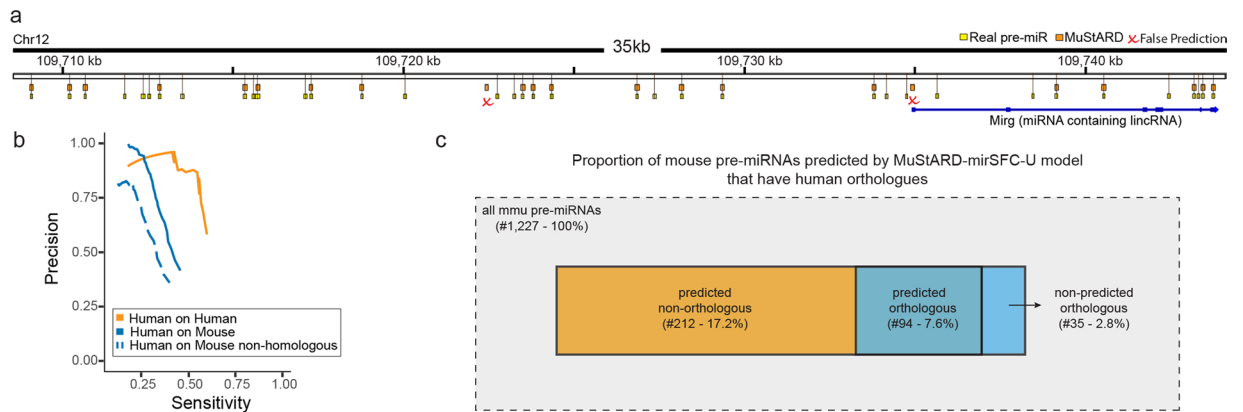 a
Chr12
35kb
Real pre-miR MuStARD False Prediction
109,710 kb 109,720 kb 109,730 kb 109,740 kb
Mirg (miRNA containing lincRNA)
b
1.00
0.75
0.50
0.25
0.00
Precision
Human on Human
Human on Mouse
Human on Mouse non-homologous
0.25 0.50 0.75 1.00
Sensitivity
c
Proportion of mouse pre-miRNAs predicted by MuStARD-mirSFC-U model
that have human orthologues
all mmu pre-miRNAs
(#1,227 - 100%)
predicted
non-orthologous
(#212 - 17.2%)
predicted
orthologous
(#94 - 7.6%)
non-predicted
orthologous
(#35 - 2.8%)